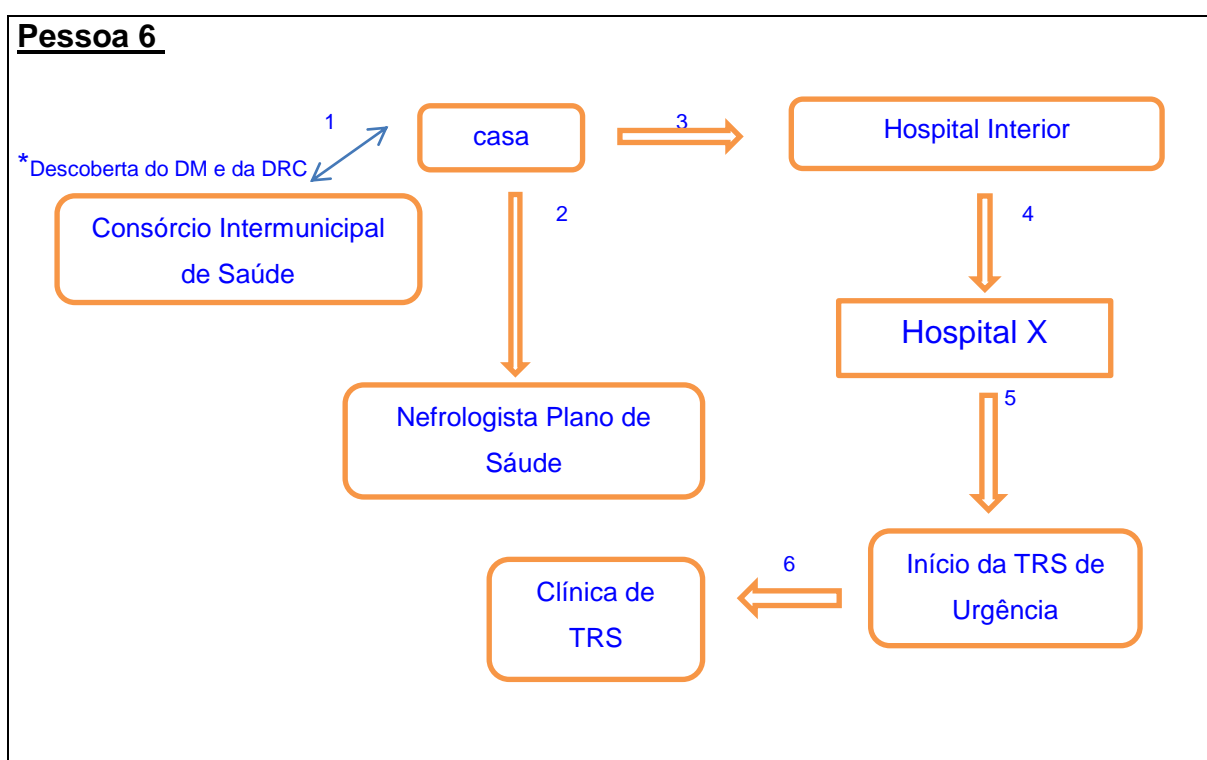 Pessoa 6
1
casa
3
Hospital Interior
*Descoberta do DM e da DRC
Consórcio Intermunicipal
de Saúde
2
4
Hospital X
Nefrologista Plano de
Sáude
5
Início da TRS de
Urgência
6
Clínica de
TRS